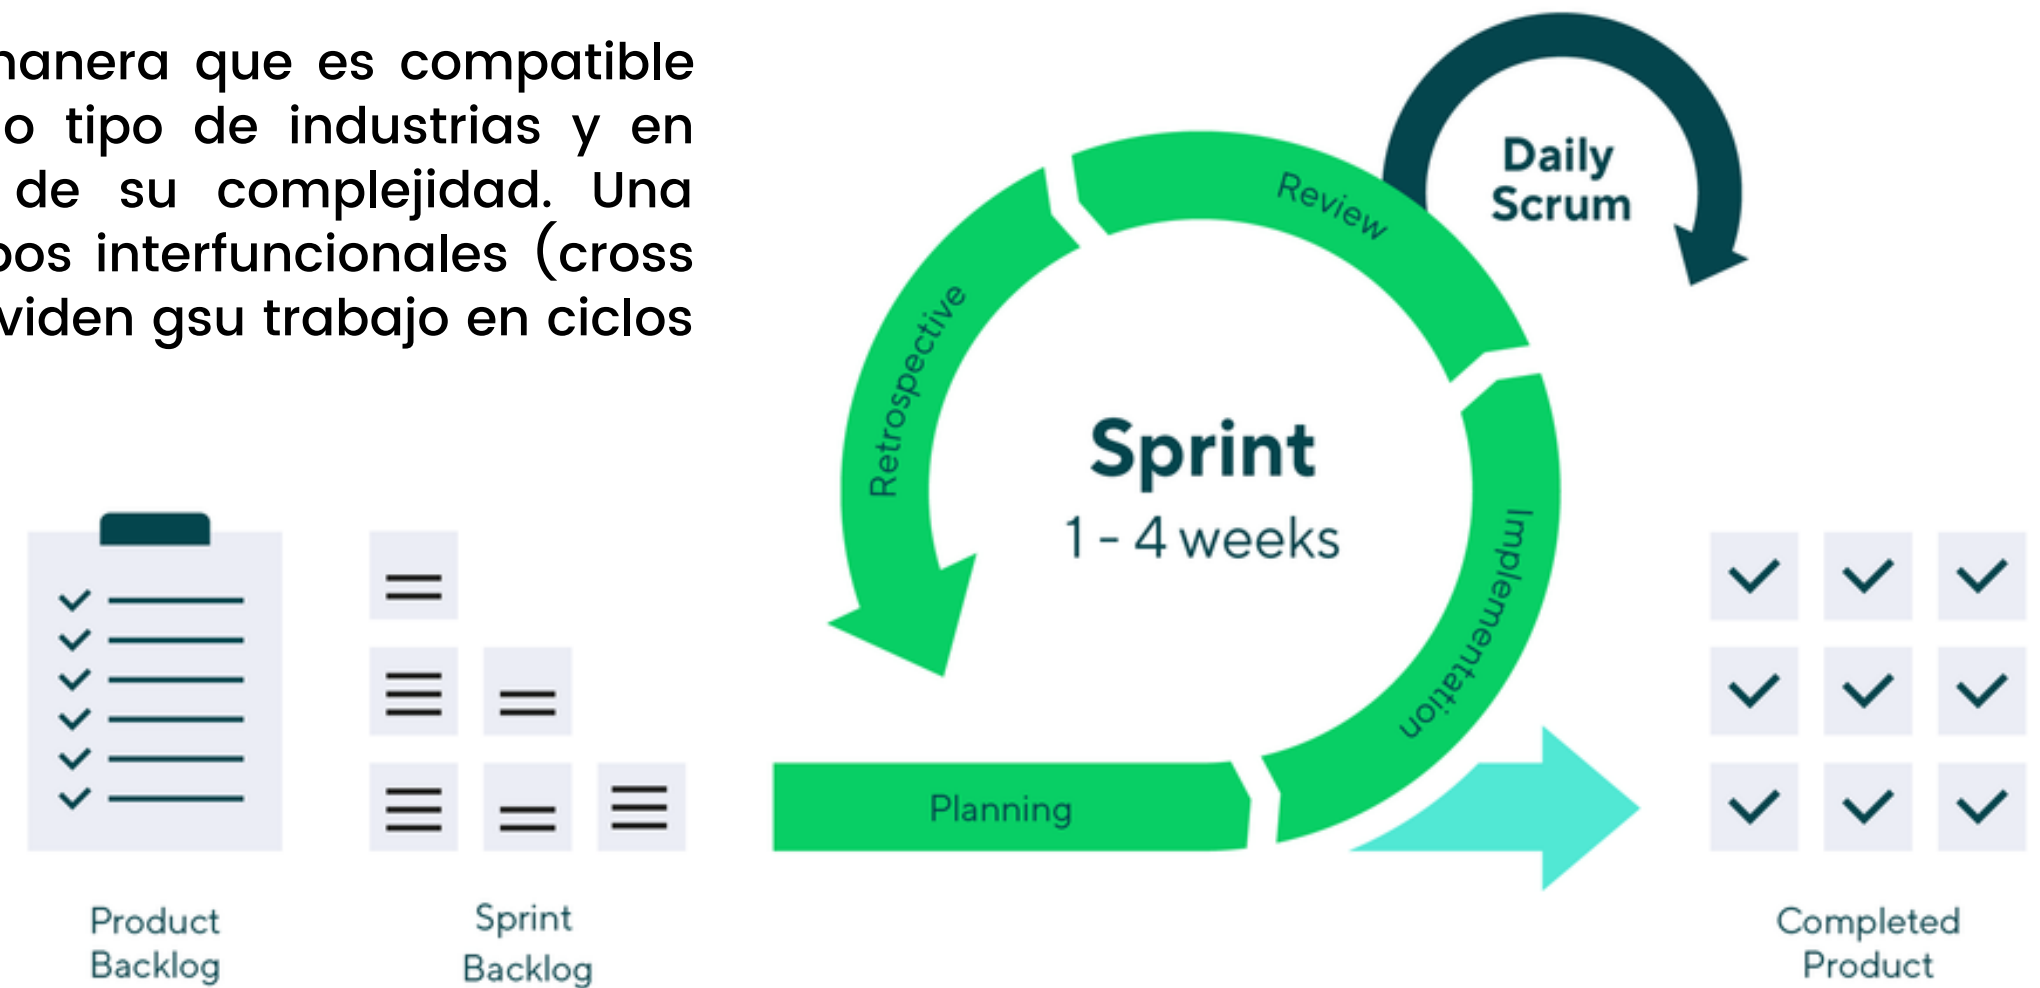 manera que es compatible
o tipo de industrias y en
de su complejidad. Una
pos interfuncionales (cross
viden gsu trabajo en ciclos
Daily
Scrum
Review
Retrospective
Sprint
1 - 4 weeks
Implementation
Planning
Product
Backlog
Sprint
Backlog
Completed
Product